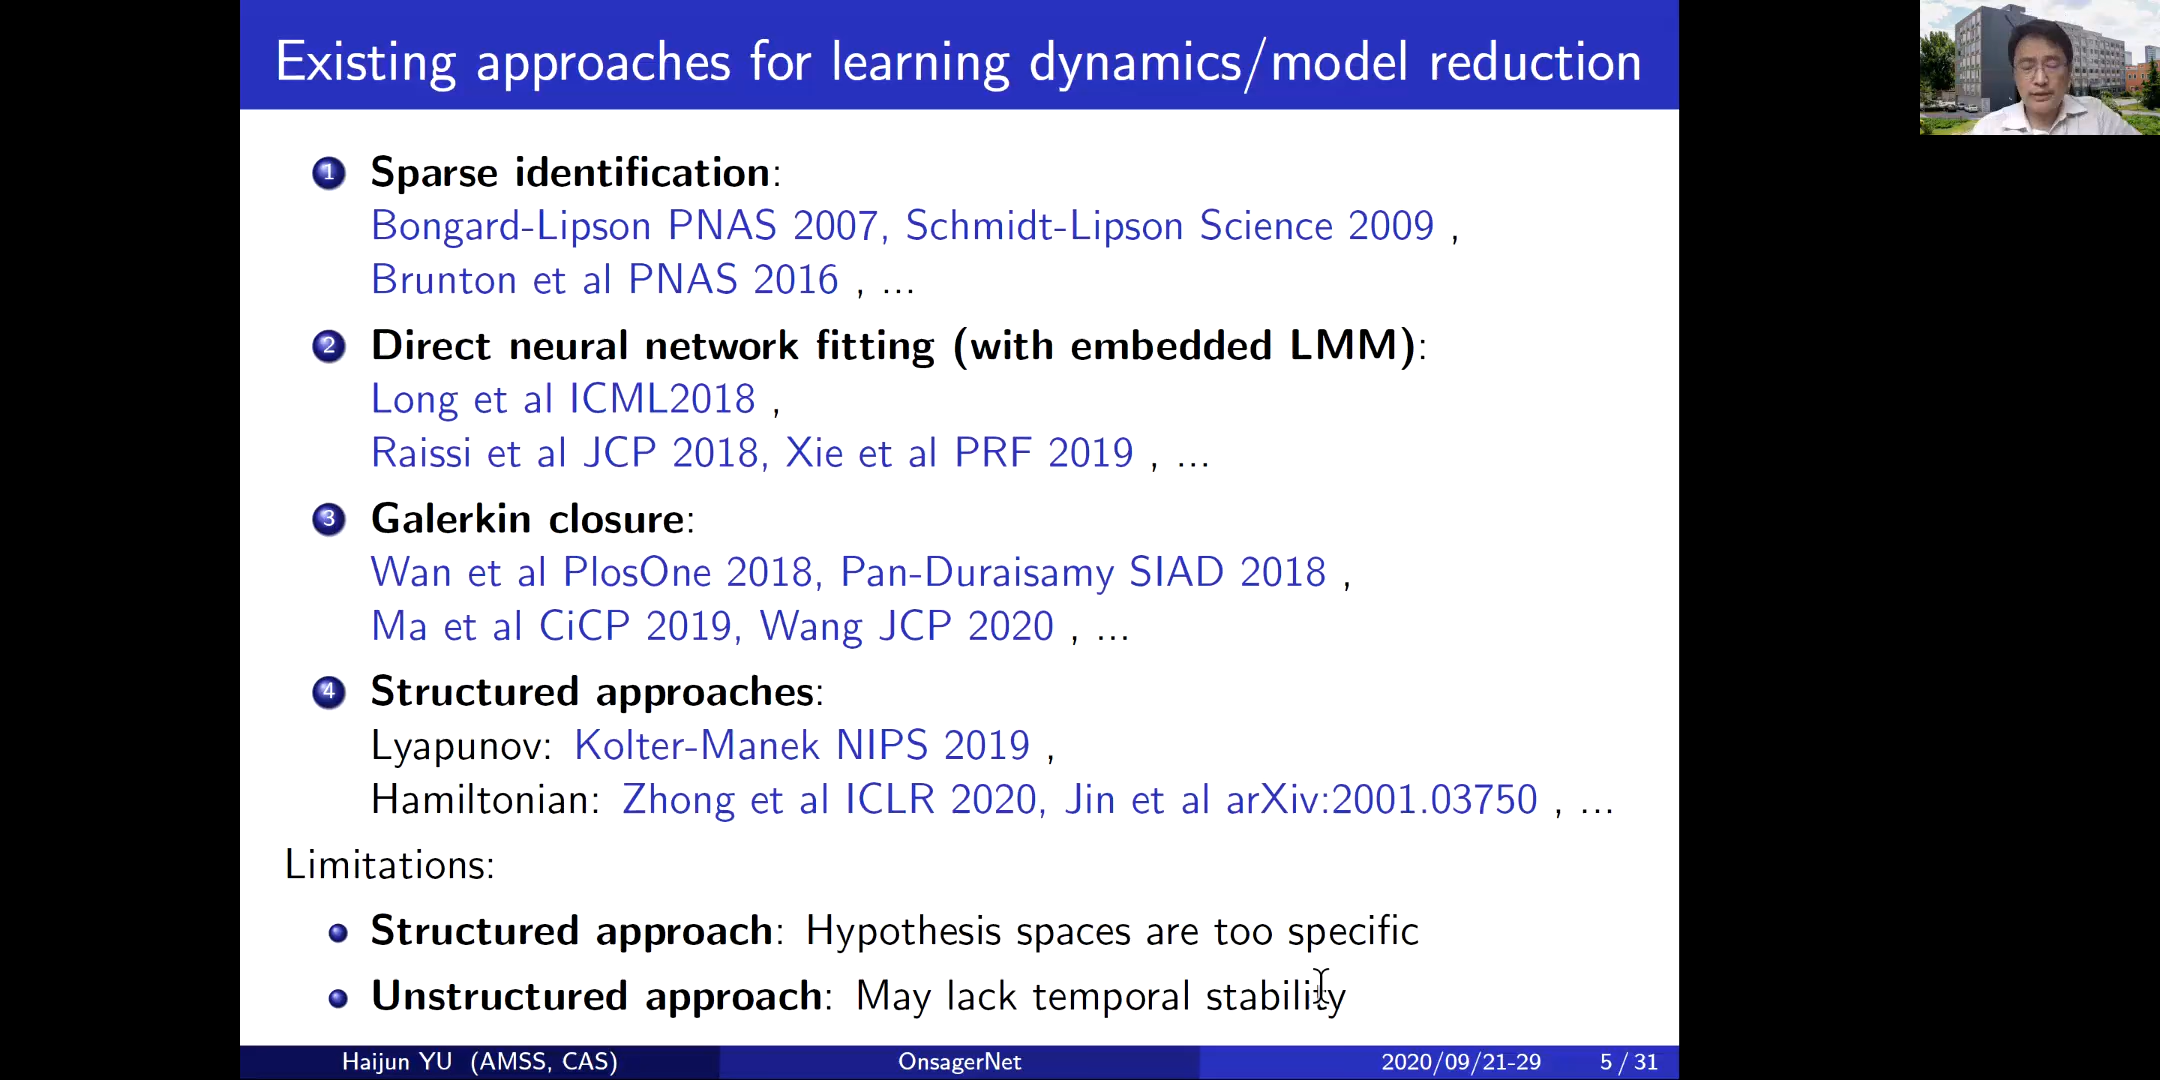 Existing approaches for learning dynamics/model reduction
1 Sparse identification:
Bongard-Lipson PNAS 2007, Schmidt-Lipson Science 2009 ,
Brunton et al PNAS 2016 , ...
2 Direct neural network fitting (with embedded LMM):
Long et al ICML2018 ,
Raissi et al JCP 2018, Xie et al PRF 2019 , ...
3 Galerkin closure:
Wan et al PlosOne 2018, Pan-Duraisamy SIAD 2018 ,
Ma et al CiCP 2019, Wang JCP 2020 , ...
4 Structured approaches:
Lyapunov: Kolter-Manek NIPS 2019 ,
Hamiltonian: Zhong et al ICLR 2020, Jin et al arXiv:2001.03750 , ...
Limitations:
Structured approach: Hypothesis spaces are too specific
Unstructured approach: May lack temporal stability
Haijun YU (AMSS, CAS) OnsagerNet 2020/09/21-29 5 / 31